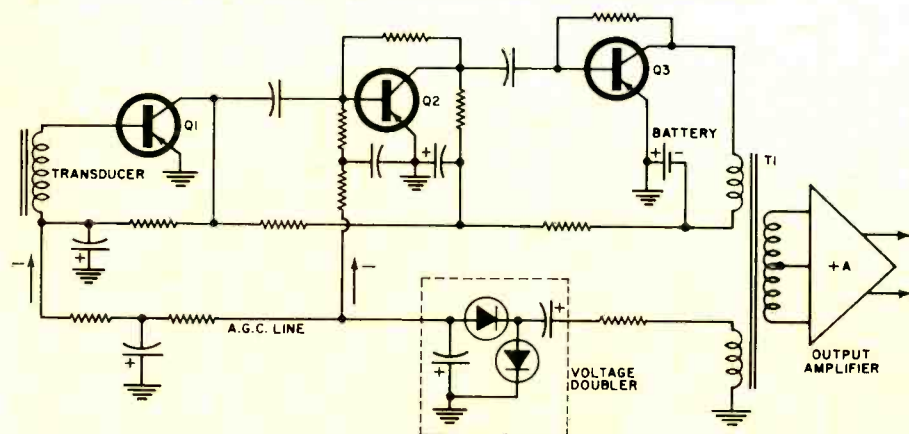 Q1
TRANSDUCER
Q2
Q3
BATTERY
+ -
T1
+
+
-
-
+
A.G.C. LINE
+
+
VOLTAGE
DOUBLER
+A
OUTPUT
AMPLIFIER